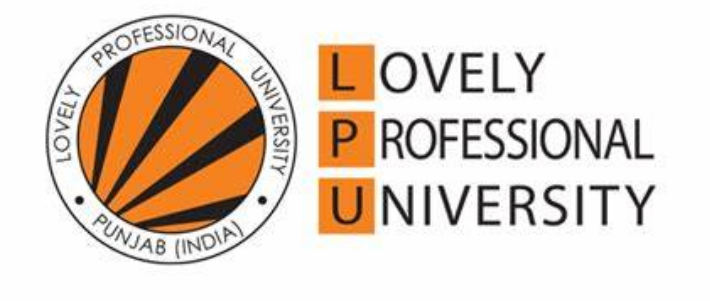 LOVELY PROFESSIONAL UNIVERSITY
• PUNJAB (INDIA) •
LOVELY
PROFESSIONAL
UNIVERSITY